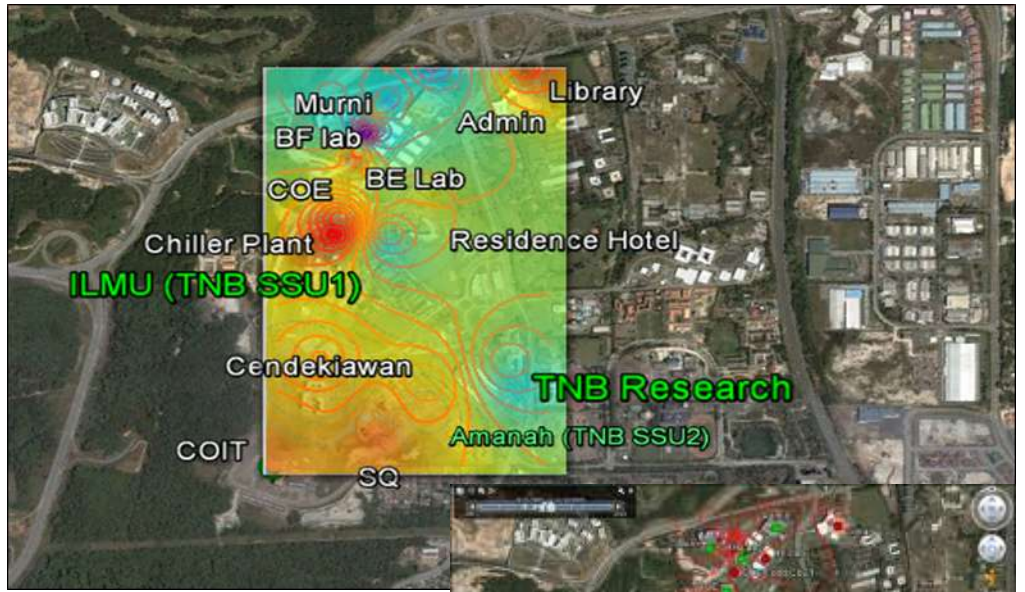 Murni
Library
Admin
BF lab
BE Lab
COE
Chiller Plant
Residence Hotel
ILMU (TNB SSU1)
Cendekiawan
TNB Research
Amanah (TNB SSU2)
COIT
SQ